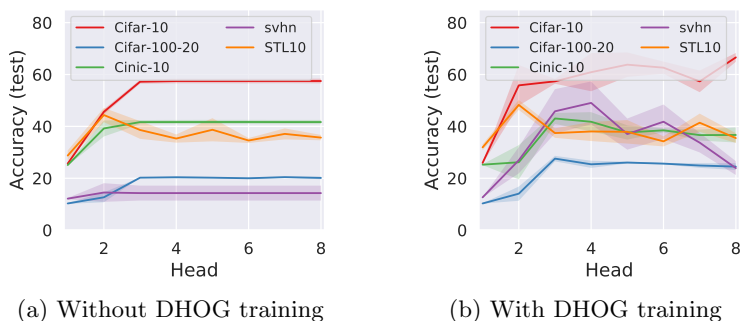 80
60
40
20
0
Accuracy (test)
Cifar-10
Cifar-100-20
Cinic-10
svhn
STL10
2 4 6 8
Head
(a) Without DHOG training
80
60
40
20
0
Accuracy (test)
Cifar-10
Cifar-100-20
Cinic-10
svhn
STL10
2 4 6 8
Head
(b) With DHOG training